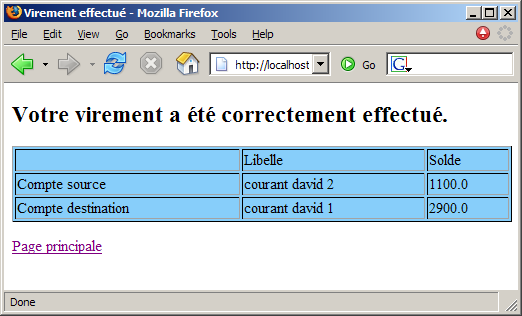 Virement effectué - Mozilla Firefox
File Edit View Go Bookmarks Tools Help
http://localhost Go G
Votre virement a été correctement effectué.
Libelle Solde
Compte source courant david 2 1100.0
Compte destination courant david 1 2900.0
Page principale
Done